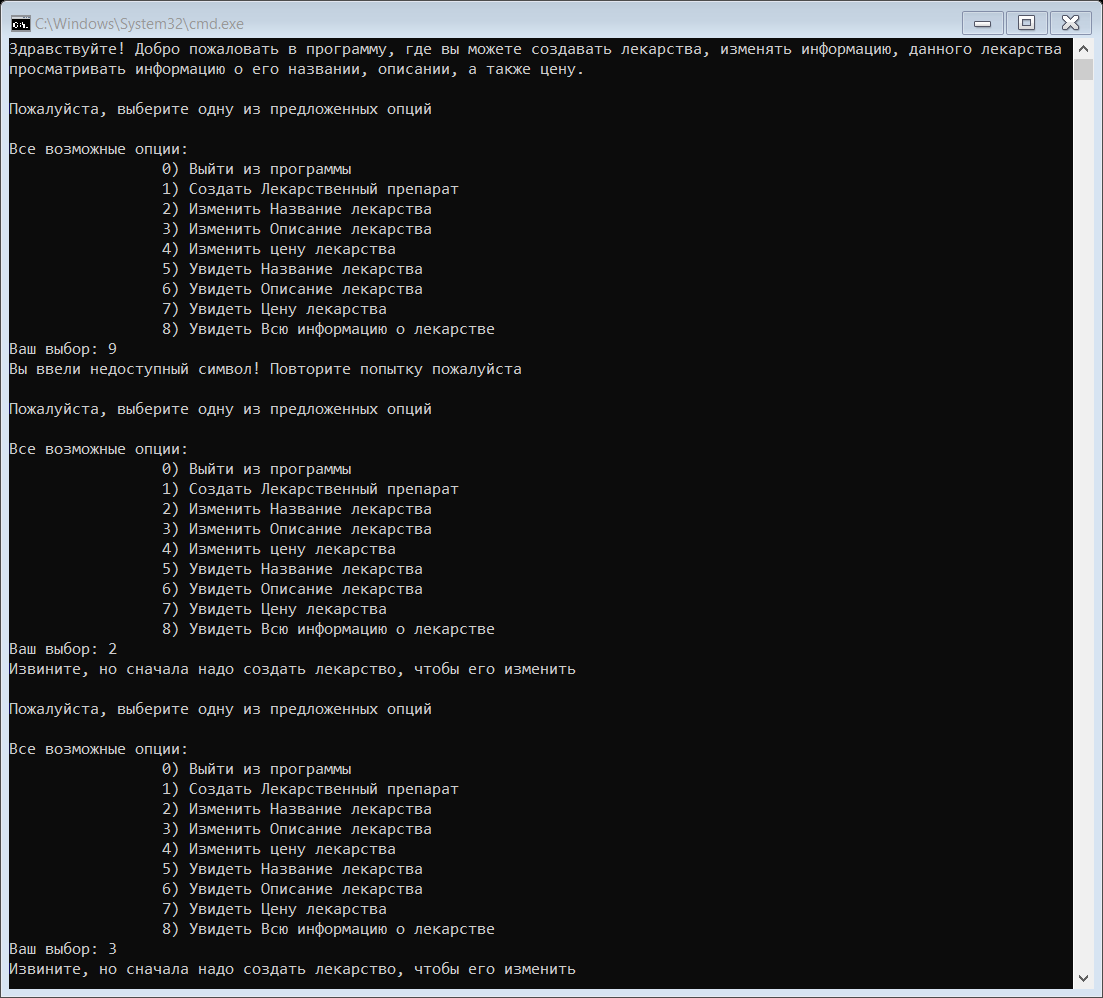 C:\Windows\System32\cmd.exe
Здравствуйте! Добро пожаловать в программу, где вы можете создавать лекарства, изменять информацию, данного лекарства
просматривать информацию о его названии, описании, а также цену.
Пожалуйста, выберите одну из предложенных опций
Все возможные опции:
0) Выйти из программы
1) Создать Лекарственный препарат
2) Изменить Название лекарства
3) Изменить Описание лекарства
4) Изменить цену лекарства
5) Увидеть Название лекарства
6) Увидеть Описание лекарства
7) Увидеть Цену лекарства
8) Увидеть Всю информацию о лекарстве
Ваш выбор: 9
Вы ввели недоступный символ! Повторите попытку пожалуйста
Пожалуйста, выберите одну из предложенных опций
Все возможные опции:
0) Выйти из программы
1) Создать Лекарственный препарат
2) Изменить Название лекарства
3) Изменить Описание лекарства
4) Изменить цену лекарства
5) Увидеть Название лекарства
6) Увидеть Описание лекарства
7) Увидеть Цену лекарства
8) Увидеть Всю информацию о лекарстве
Ваш выбор: 2
Извините, но сначала надо создать лекарство, чтобы его изменить
Пожалуйста, выберите одну из предложенных опций
Все возможные опции:
0) Выйти из программы
1) Создать Лекарственный препарат
2) Изменить Название лекарства
3) Изменить Описание лекарства
4) Изменить цену лекарства
5) Увидеть Название лекарства
6) Увидеть Описание лекарства
7) Увидеть Цену лекарства
8) Увидеть Всю информацию о лекарстве
Ваш выбор: 3
Извините, но сначала надо создать лекарство, чтобы его изменить